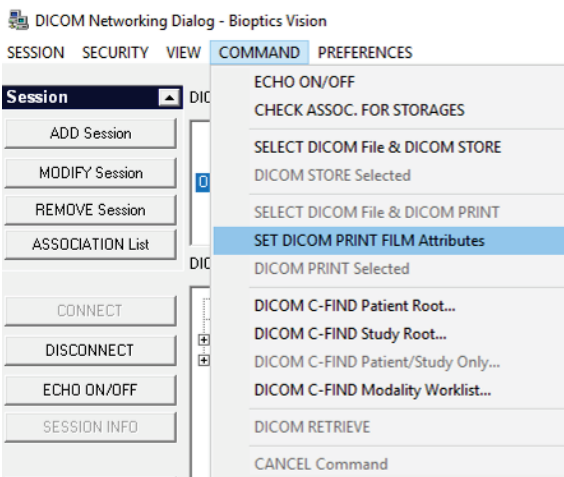 DICOM Networking Dialog - Bioptics Vision
SESSION SECURITY VIEW COMMAND PREFERENCES
Session
ADD Session
MODIFY Session
REMOVE Session
ASSOCIATION List
CONNECT
DISCONNECT
ECHO ON/OFF
SESSION INFO
DIC
DIC
ECHO ON/OFF
CHECK ASSOC. FOR STORAGES
SELECT DICOM File & DICOM STORE
DICOM STORE Selected
SELECT DICOM File & DICOM PRINT
SET DICOM PRINT FILM Attributes
DICOM PRINT Selected
DICOM C-FIND Patient Root...
DICOM C-FIND Study Root...
DICOM C-FIND Patient/Study Only...
DICOM C-FIND Modality Worklist...
DICOM RETRIEVE
CANCEL Command